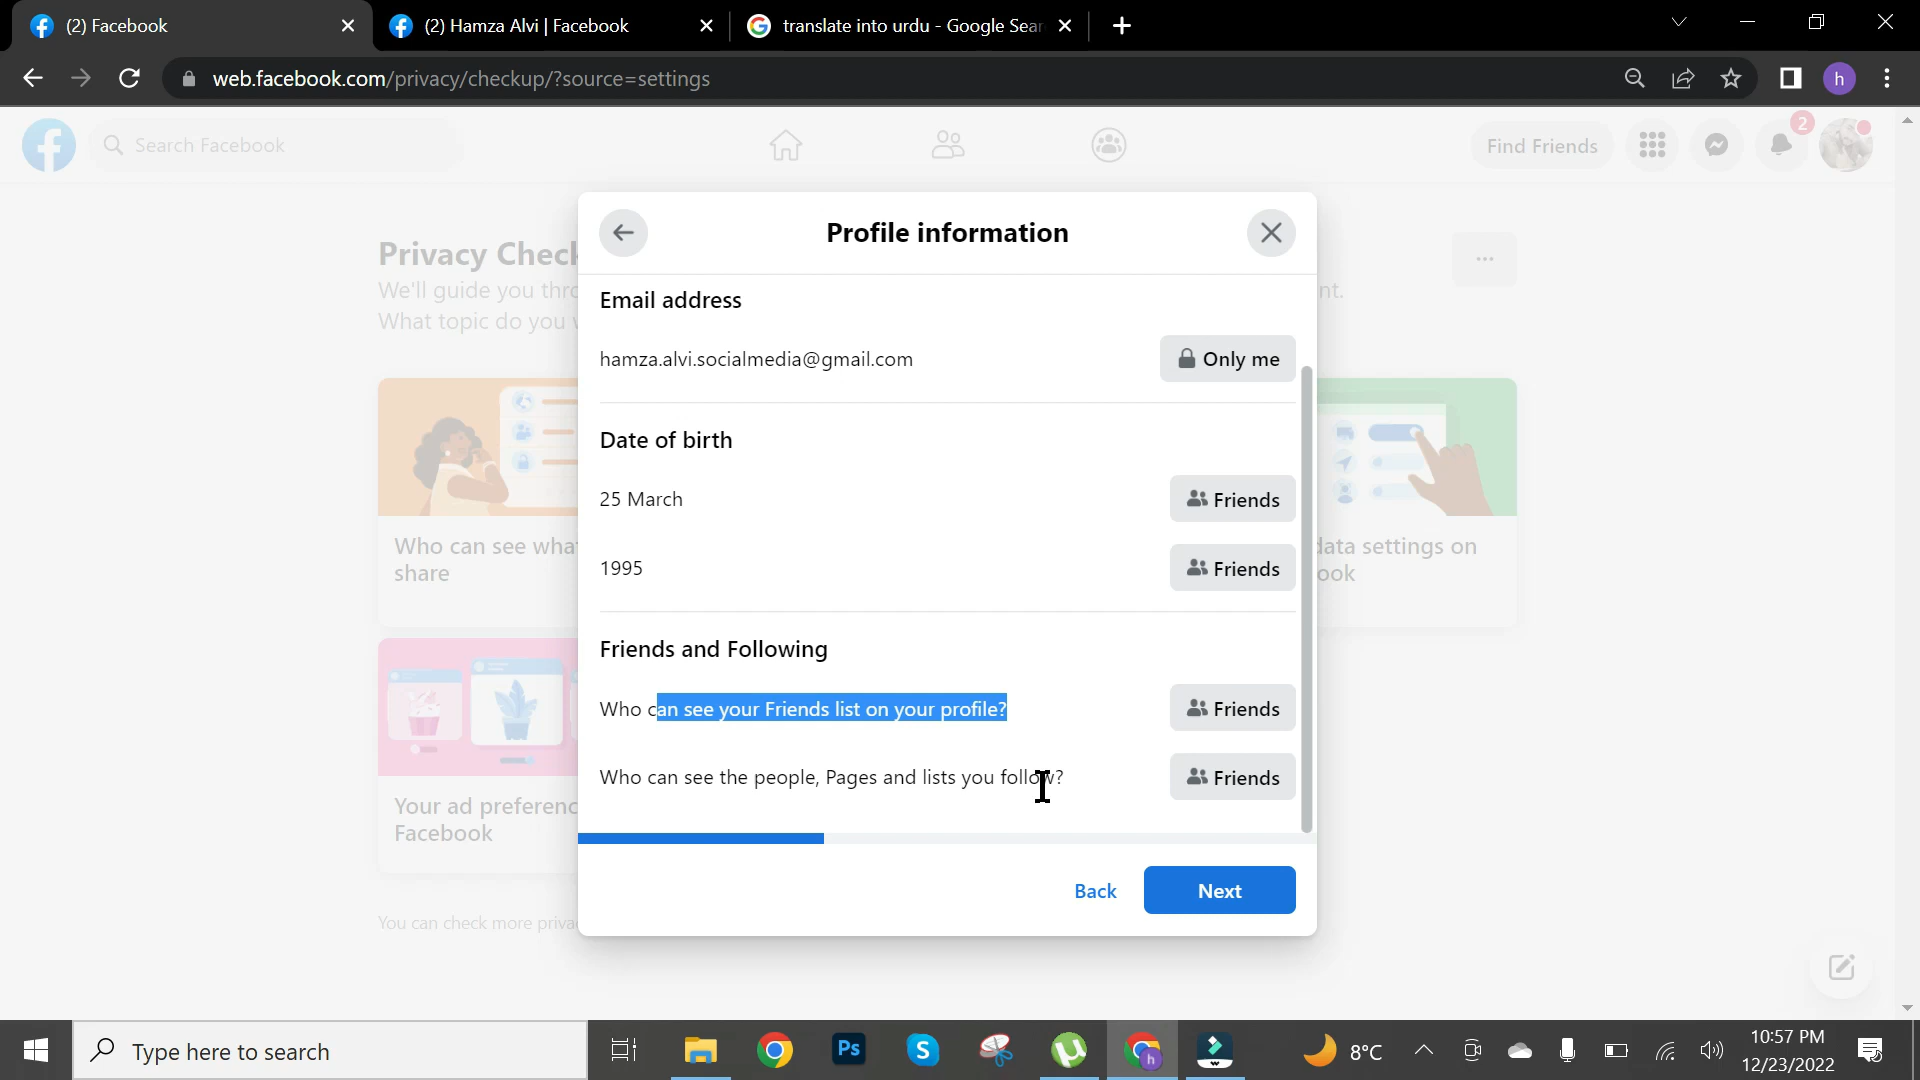 (2) Facebook
(2) Hamza Alvi | Facebook
translate into urdu - Google Sear
web.facebook.com/privacy/checkup/?source=settings
h
Search Facebook
Find Friends
2
Privacy Check
We'll guide you thro
nt.
What topic do you w
...
Profile information
Email address
hamza.alvi.socialmedia@gmail.com
Only me
Date of birth
25 March
Friends
1995
Friends
Friends and Following
Who can see your Friends list on your profile?
Friends
Who can see the people, Pages and lists you follow?
Friends
Back
Next
Who can see what
share
data settings on
ook
Your ad preferenc
Facebook
You can check more priva
Type here to search
Ps
S
h
8°C
10:57 PM
12/23/2022